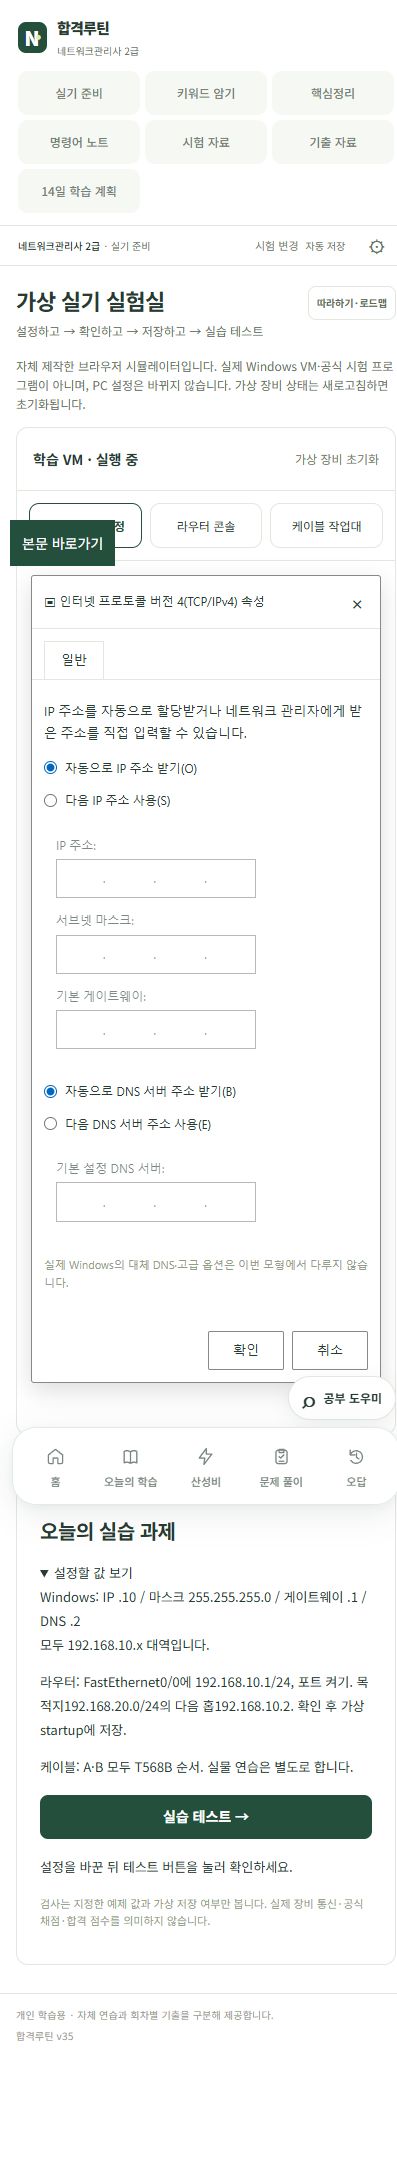 합격루틴
네트워크관리사 2급
실기 준비
키워드 암기
핵심정리
명령어 노트
시험 자료
기출 자료
14일 학습 계획
네트워크관리사 2급 · 실기 준비
시험 변경 자동 저장
가상 실기 실험실
따라하기·로드맵
설정하고 → 확인하고 → 저장하고 → 실습 테스트
자체 제작한 브라우저 시뮬레이터입니다. 실제 Windows VM·공식 시험 프로
그램이 아니며, PC 설정은 바뀌지 않습니다. 가상 장비 상태는 새로고침하면
초기화됩니다.
학습 VM · 실행 중
가상 장비 초기화
정
라우터 콘솔
케이블 작업대
본문 바로가기
인터넷 프로토콜 버전 4(TCP/IPv4) 속성
일반
IP 주소를 자동으로 할당받거나 네트워크 관리자에게 받
은 주소를 직접 입력할 수 있습니다.
자동으로 IP 주소 받기(O)
다음 IP 주소 사용(S)
IP 주소:
. . .
서브넷 마스크:
. . .
기본 게이트웨이:
. . .
자동으로 DNS 서버 주소 받기(B)
다음 DNS 서버 주소 사용(E)
기본 설정 DNS 서버:
. . .
실제 Windows의 대체 DNS·고급 옵션은 이번 모형에서 다루지 않습
니다.
확인
취소
공부 도우미
홈
오늘의 학습
산성비
문제 풀이
오답
오늘의 실습 과제
▼ 설정할 값 보기
Windows: IP .10 / 마스크 255.255.255.0 / 게이트웨이 .1 /
DNS .2
모두 192.168.10.x 대역입니다.
라우터: FastEthernet0/0에 192.168.10.1/24, 포트 켜기. 목
적지192.168.20.0/24의 다음 홉192.168.10.2. 확인 후 가상
startup에 저장.
케이블: A·B 모두 T568B 순서. 실물 연습은 별도로 합니다.
실습 테스트 →
설정을 바꾼 뒤 테스트 버튼을 눌러 확인하세요.
검사는 지정한 예제 값과 가상 저장 여부만 봅니다. 실제 장비 통신·공식
채점·합격 점수를 의미하지 않습니다.
개인 학습용 · 자체 연습과 회차별 기출을 구분해 제공합니다.
합격루틴 v35